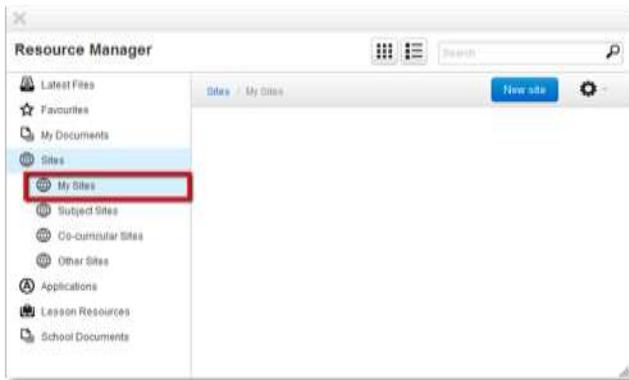 Resource Manager
Search
Latest Files
Favourites
My Documents
Sites
My Sites
Subject Sites
Co-curricular Sites
Other Sites
Applications
Lesson Resources
School Documents
Sites / My Sites
New site